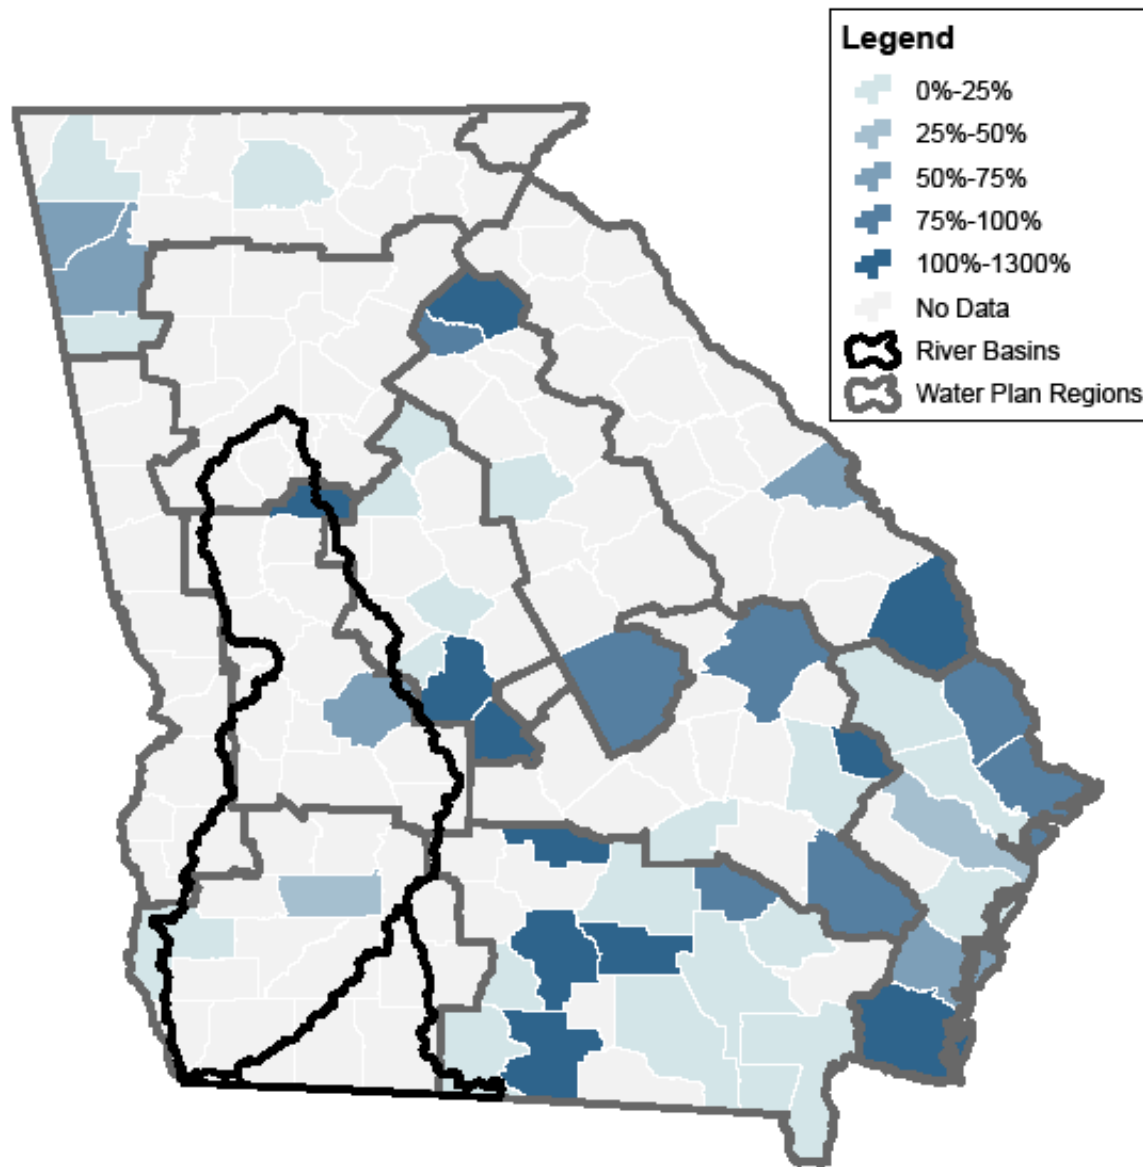 Legend
0%-25%
25%-50%
50%-75%
75%-100%
100%-1300%
No Data
River Basins
Water Plan Regions